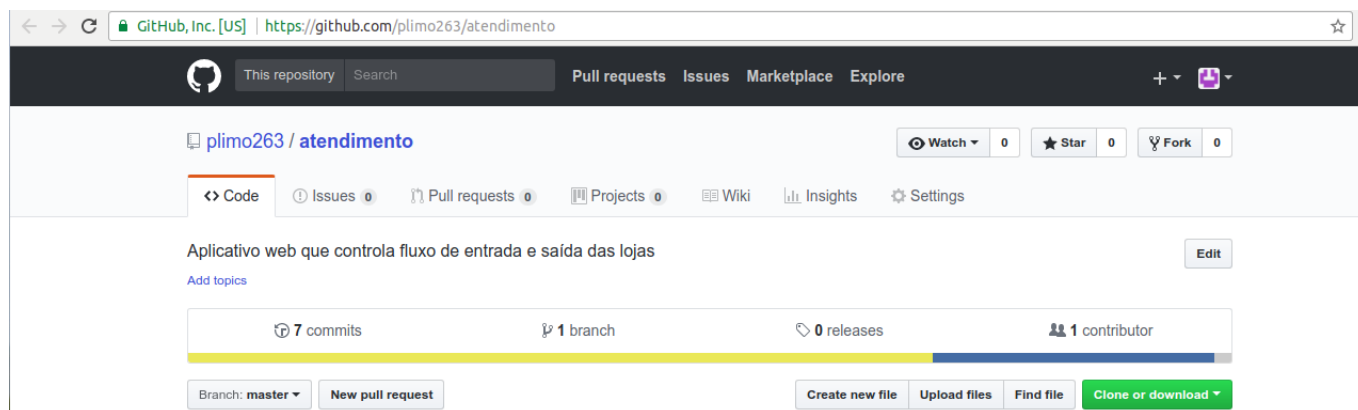 GitHub, Inc. [US] | https://github.com/plimo263/atendimento
This repository Search Pull requests Issues Marketplace Explore
plimo263 / atendimento Watch 0 Star 0 Fork 0
Code Issues 0 Pull requests 0 Projects 0 Wiki Insights Settings
Aplicativo web que controla fluxo de entrada e saída das lojas Edit
Add topics
7 commits 1 branch 0 releases 1 contributor
Branch: master New pull request Create new file Upload files Find file Clone or download